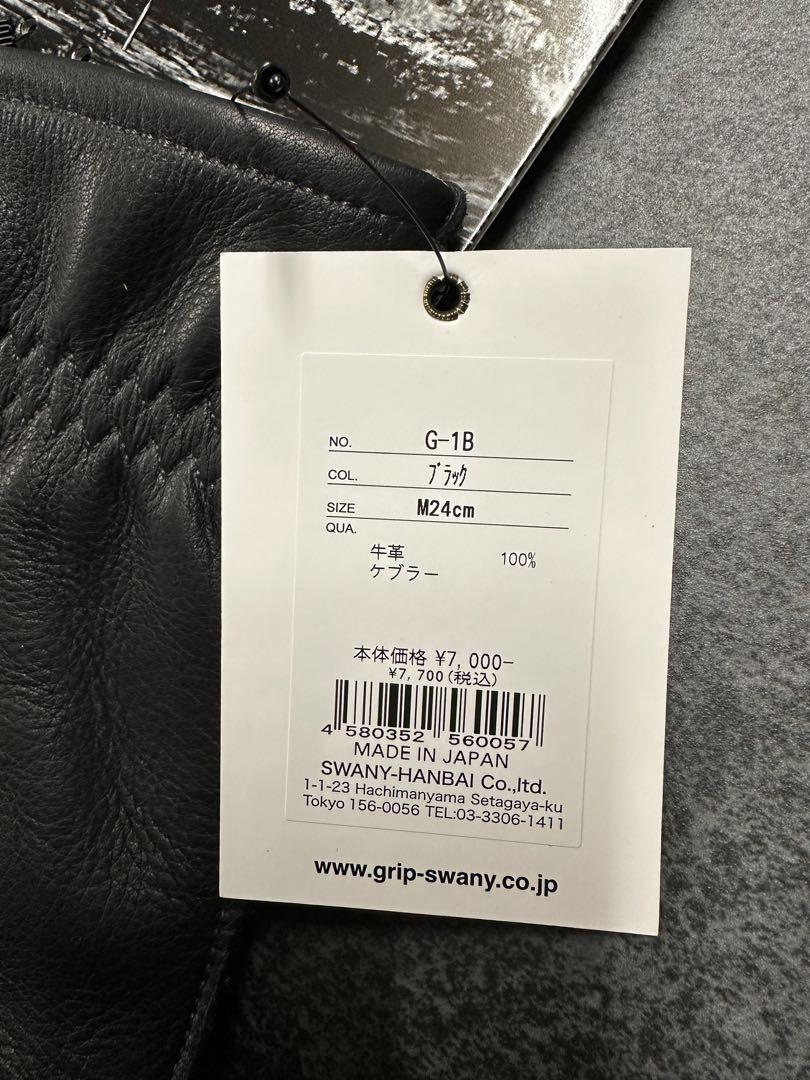 NO. G-1B
COL. ブラック
SIZE M24cm
QUA.
牛革 100%
ケブラー
本体価格 ¥7,000-
¥7,700(税込)
4 580352 560057
MADE IN JAPAN
SWANY-HANBAI Co.,ltd.
1-1-23 Hachimanyama Setagaya-ku
Tokyo 156-0056 TEL:03-3306-1411
www.grip-swany.co.jp